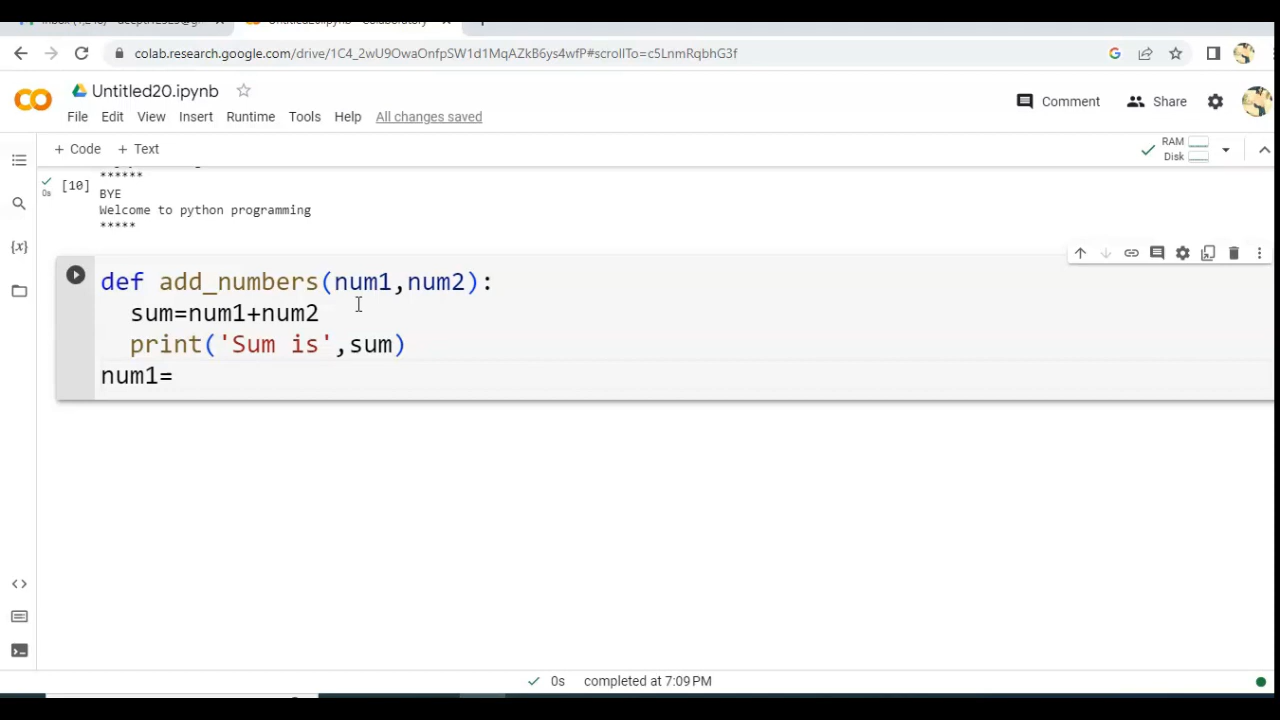 colab.research.google.com/drive/1C4_2wU9OwaOnfpSW1d1MqAZkB6ys4wfP#scrollTo=c5LnmRqbhG3f
Untitled20.ipynb
Comment Share
File Edit View Insert Runtime Tools Help All changes saved
+ Code + Text
RAM
Disk
******
0s [10] BYE
Welcome to python programming
*****
{x}
def add_numbers(num1,num2):
  sum=num1+num2
  print('Sum is',sum)
num1=
0s completed at 7:09 PM